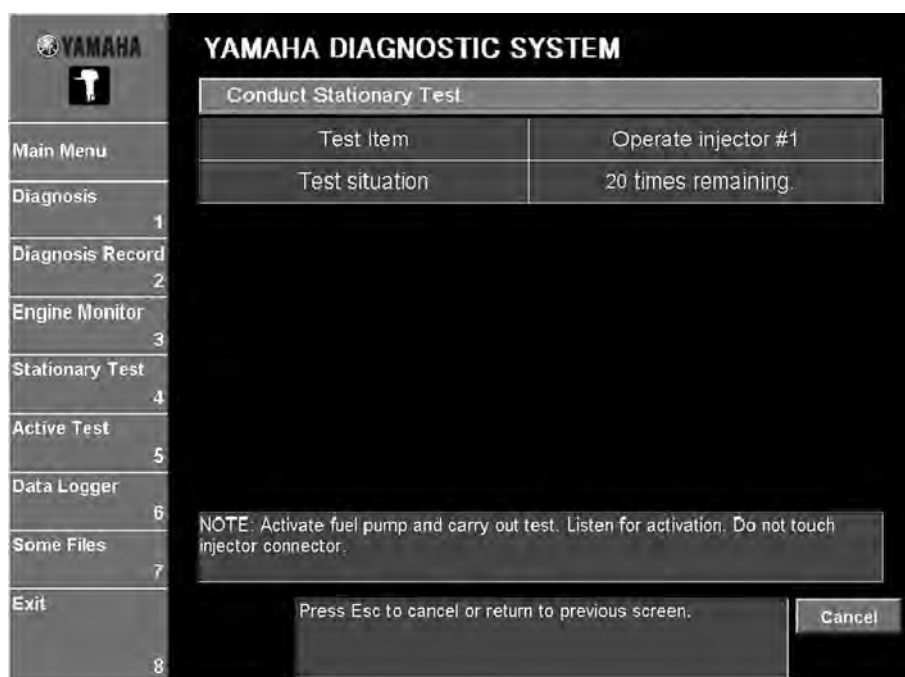 YAMAHA
YAMAHA DIAGNOSTIC SYSTEM
Conduct Stationary Test
Test Item Operate injector #1
Test situation 20 times remaining.
Main Menu
Diagnosis
1
Diagnosis Record
2
Engine Monitor
3
Stationary Test
4
Active Test
5
Data Logger
6
Some Files
7
Exit
8
NOTE: Activate fuel pump and carry out test. Listen for activation. Do not touch
injector connector.
Press Esc to cancel or return to previous screen.
Cancel